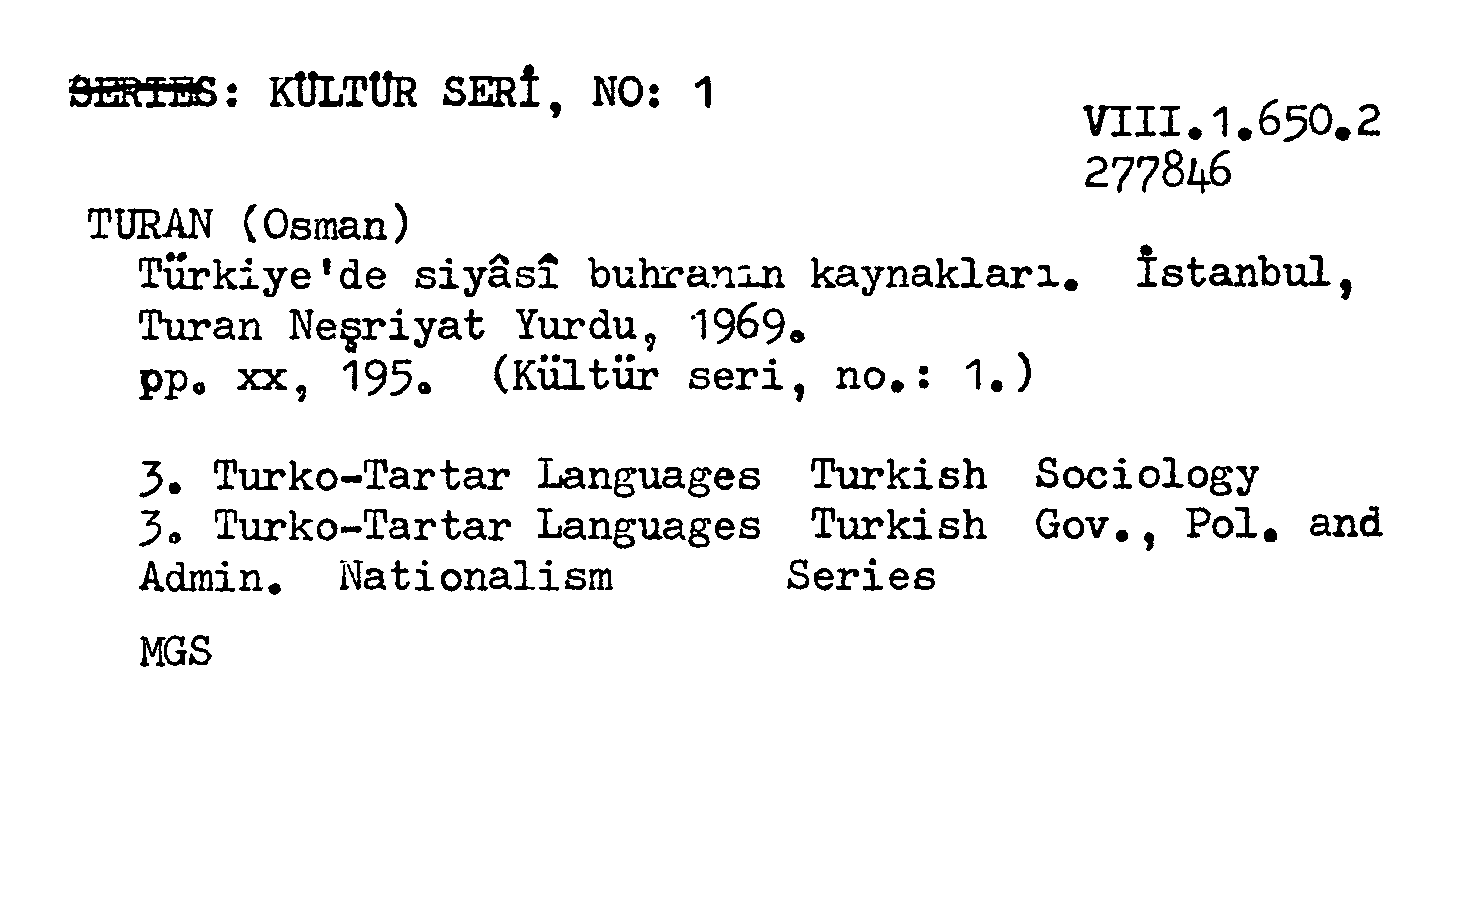 SERIES: KÜLTÜR SERİ, NO: 1
VIII.1.650.2
277846
TURAN (Osman)
Türkiye'de siyâsî buhranın kaynakları. İstanbul,
Turan Neşriyat Yurdu, 1969.
pp. xx, 195. (Kültür seri, no.: 1.)
3. Turko-Tartar Languages Turkish Sociology
3. Turko-Tartar Languages Turkish Gov., Pol. and
Admin. Nationalism Series
MGS